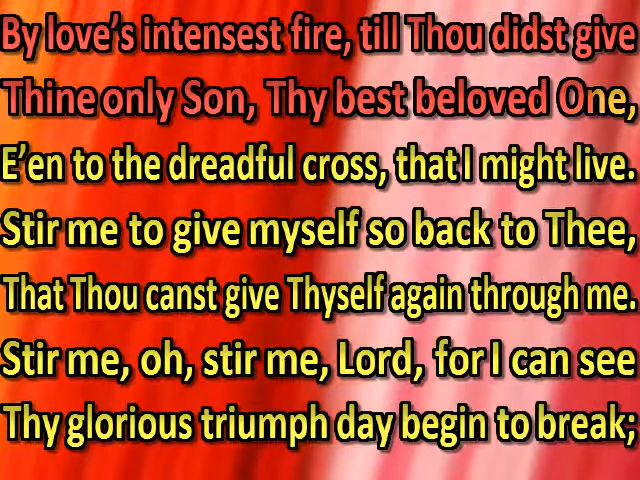 By love's intensest fire, till Thou didst give
Thine only Son, Thy best beloved One,
E'en to the dreadful cross, that I might live.
Stir me to give myself so back to Thee,
That Thou canst give Thyself again through me.
Stir me, oh, stir me, Lord, for I can see
Thy glorious triumph day begin to break;